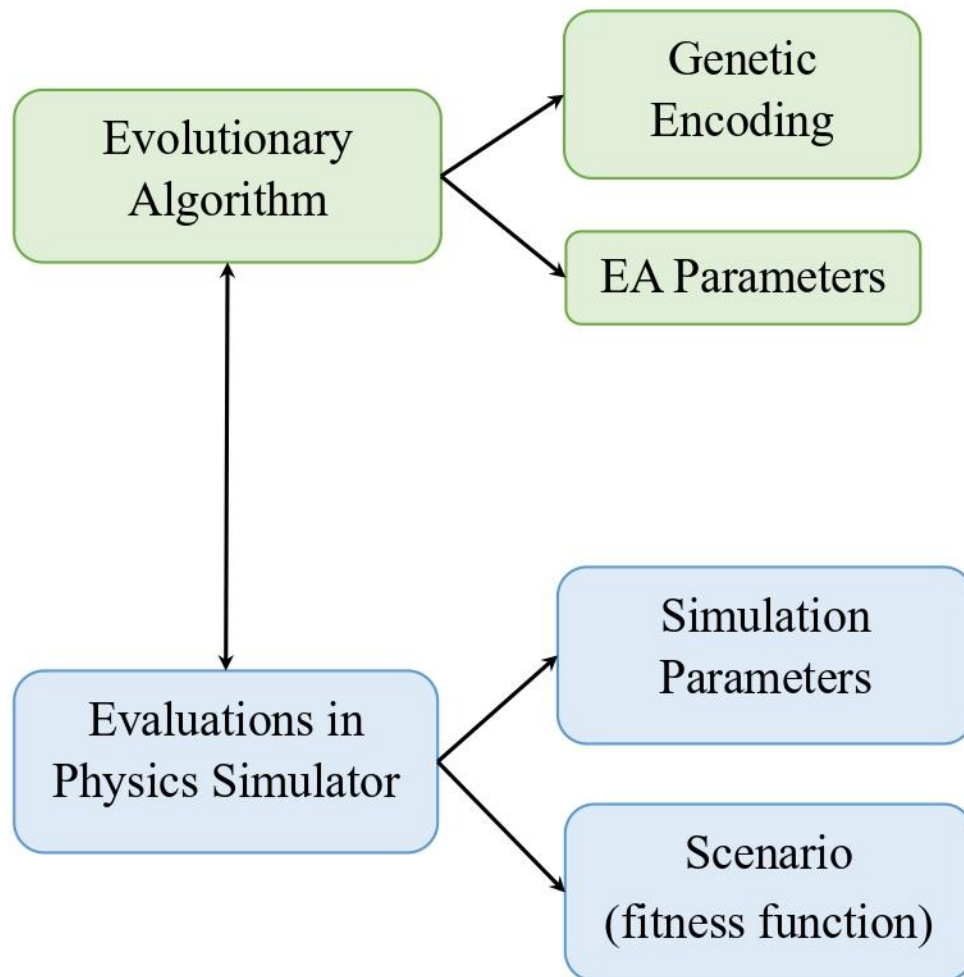 Genetic
Encoding
Evolutionary
Algorithm
EA Parameters
Simulation
Parameters
Evaluations in
Physics Simulator
Scenario
(fitness function)